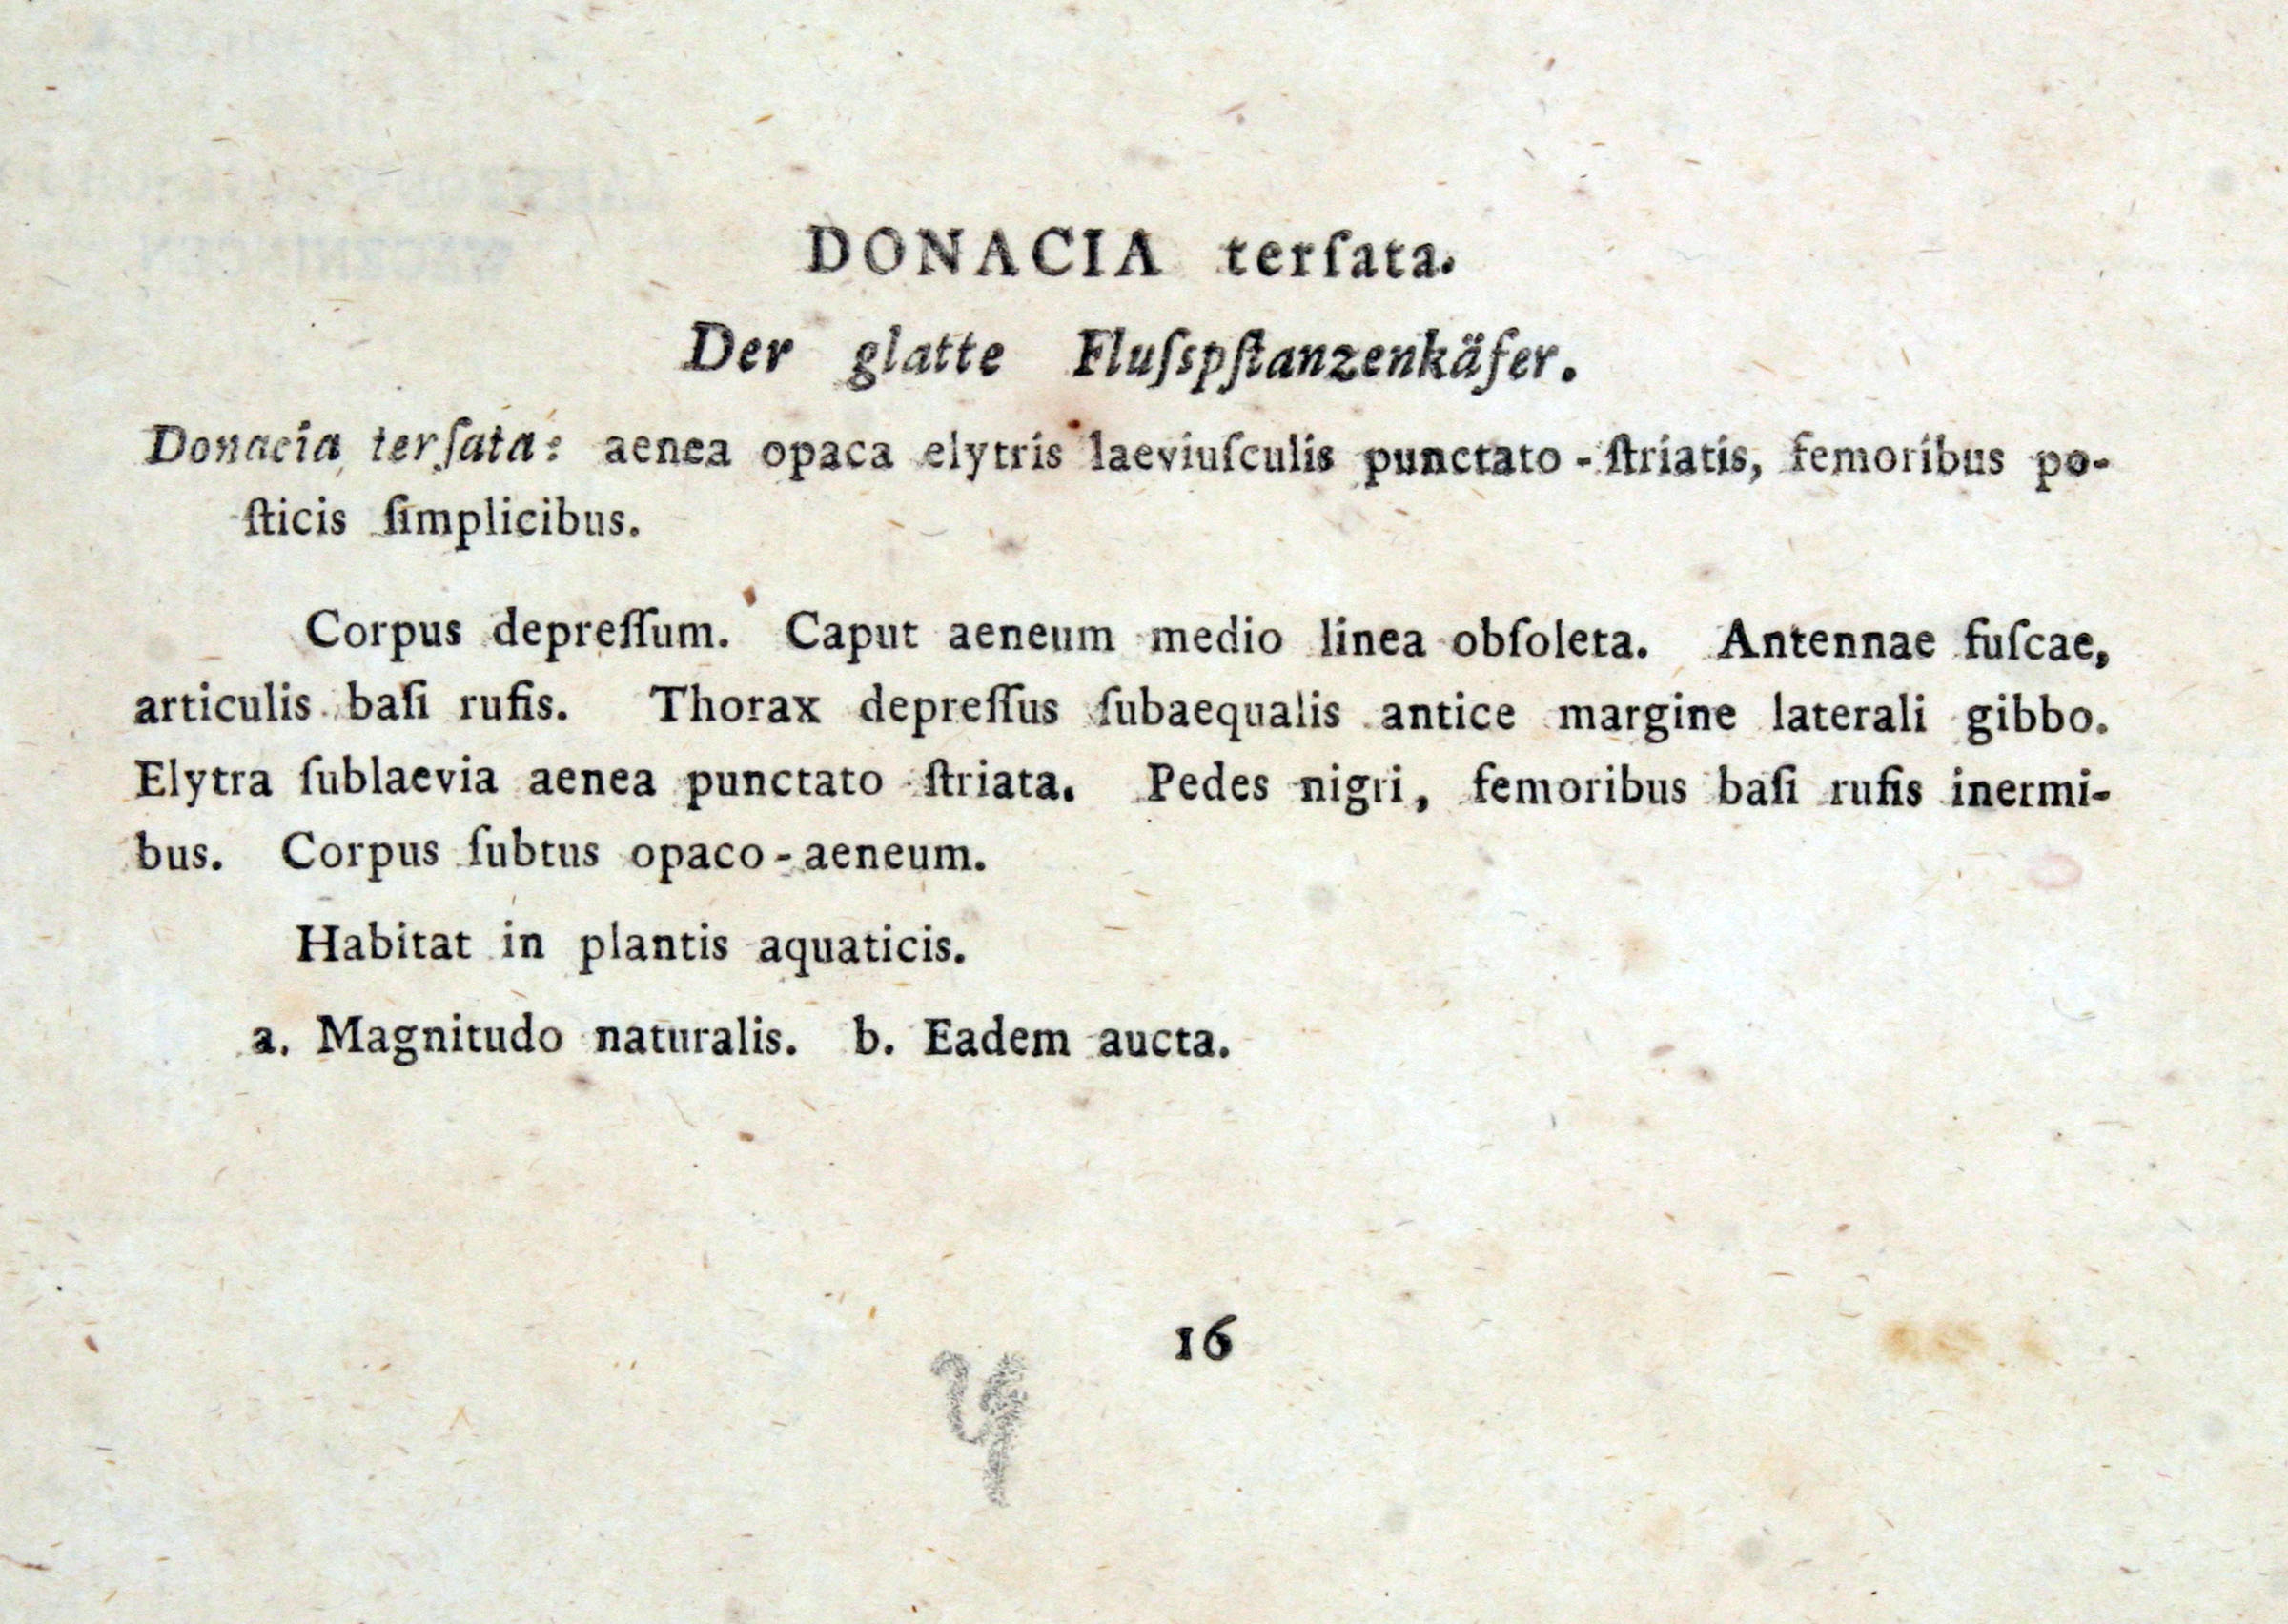 DONACIA terſata.
Der glatte Fluſspſtanzenkäfer.
Donacia terſata: aenea opaca elytris laeviuſculis punctato-ſtriatis, femoribus po-
ſticis ſimplicibus.
Corpus depreſſum. Caput aeneum medio linea obſoleta. Antennae fuſcae,
articulis baſi rufis. Thorax depreſſus ſubaequalis antice margine laterali gibbo.
Elytra ſublaevia aenea punctato ſtriata. Pedes nigri, femoribus baſi rufis inermi-
bus. Corpus ſubtus opaco-aeneum.
Habitat in plantis aquaticis.
a. Magnitudo naturalis. b. Eadem aucta.
16